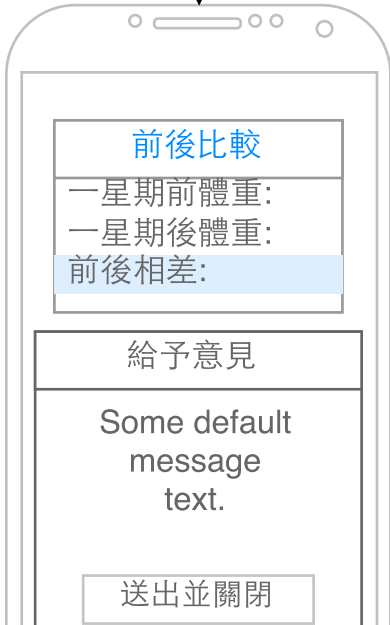 前後比較
一星期前體重:
一星期後體重:
前後相差:
給予意見
Some default
message
text.
送出並關閉